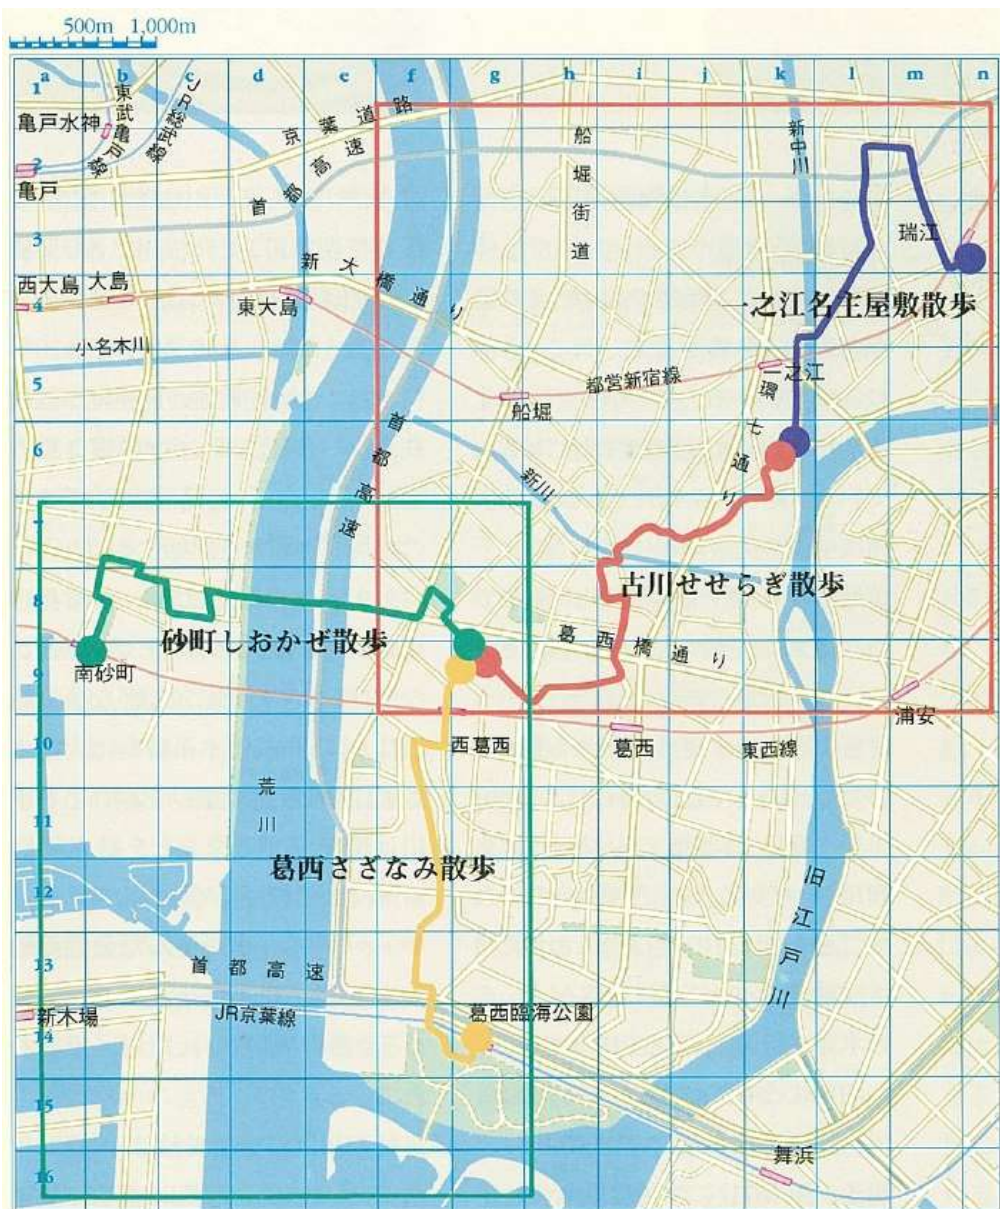 500m 1,000m
a b c d e f g h i j k l m n
1
亀戸水神
東武亀戸線
JR総武線
京葉道路
2
亀戸
首都高速
船堀街道
新中川
3
瑞江
西大島
大島
新大橋通り
4
東大島
一之江名主屋敷散歩
小名木川
5
都営新宿線
一之江
船堀
環七通り
6
首都高速
新川
7
8
古川せせらぎ散歩
砂町しおかぜ散歩
葛西橋通り
9
南砂町
浦安
10
西葛西
葛西
東西線
荒川
11
葛西さざなみ散歩
12
旧江戸川
13
首都高速
新木場
JR京葉線
葛西臨海公園
14
15
舞浜
16